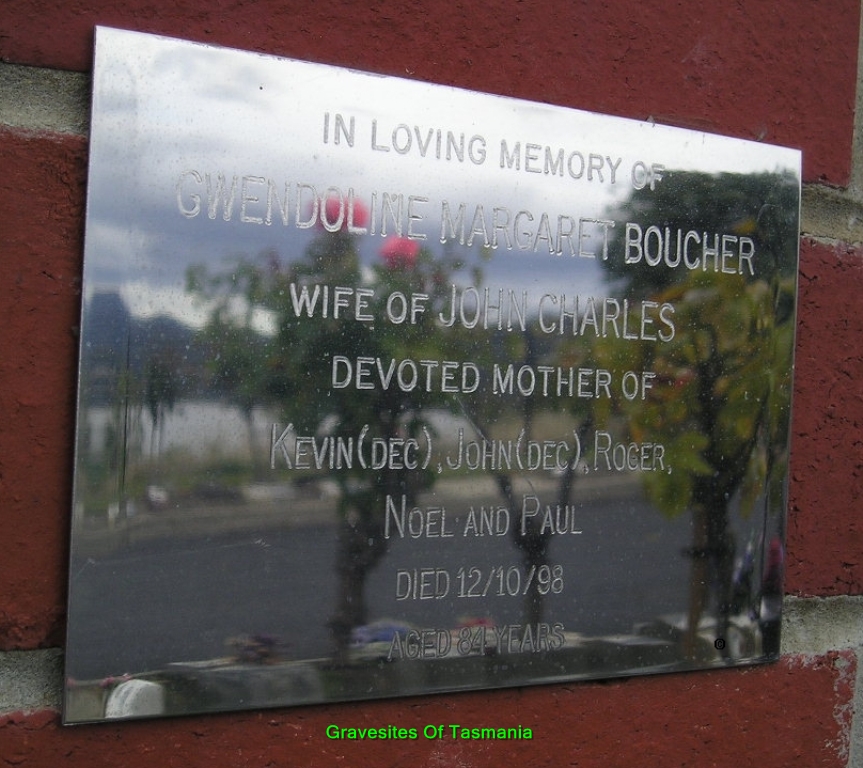 IN LOVING MEMORY OF
GWENDOLINE MARGARET BOUCHER
WIFE OF JOHN CHARLES
DEVOTED MOTHER OF
KEVIN(DEC), JOHN(DEC), ROGER,
NOEL AND PAUL
DIED 12/10/98
AGED 84 YEARS
Gravesites Of Tasmania